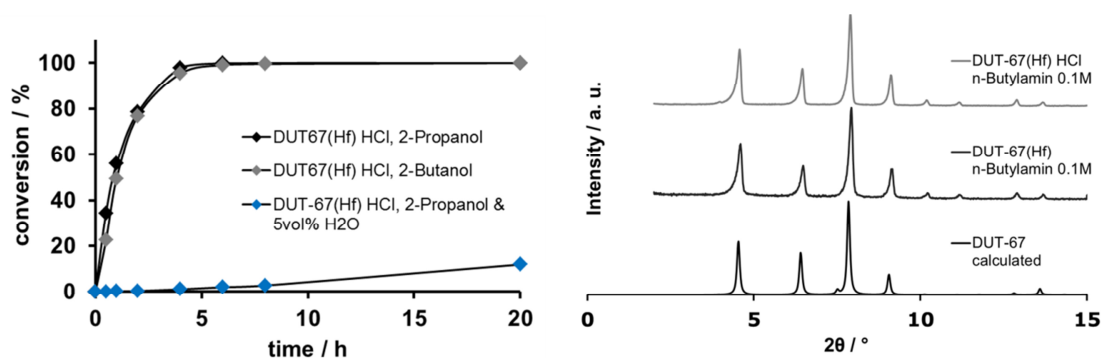 conversion / %
100
80
60
40
20
0
DUT67(Hf) HCl, 2-Propanol
DUT67(Hf) HCl, 2-Butanol
DUT-67(Hf) HCl, 2-Propanol &
5vol% H2O
0
5
10
15
20
time / h
Intensity / a. u.
DUT-67(Hf) HCl
n-Butylamin 0.1M
DUT-67(Hf)
n-Butylamin 0.1M
DUT-67
calculated
0
5
10
15
2θ / °